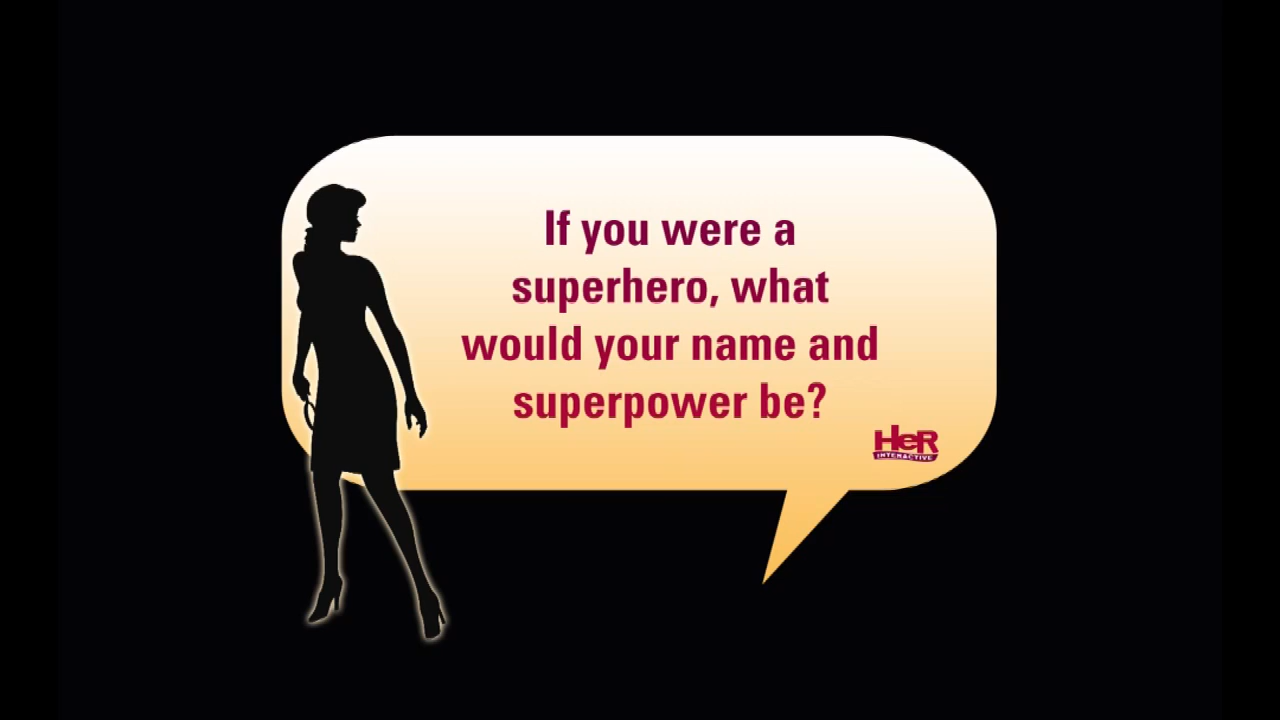 If you were a
superhero, what
would your name and
superpower be?
HeR
INTERACTIVE